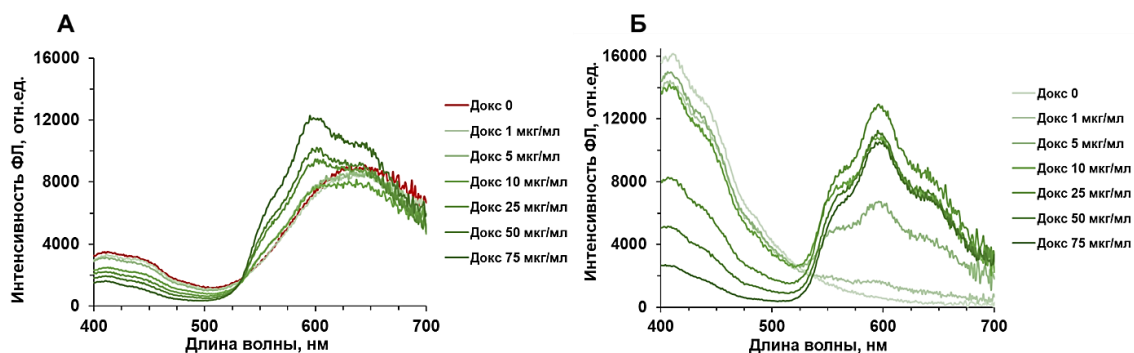 А
Интенсивность ФЛ, отн.ед.
16000
12000
8000
4000
0
400
500
600
700
Длина волны, нм
Докс 0
Докс 1 мкг/мл
Докс 5 мкг/мл
Докс 10 мкг/мл
Докс 25 мкг/мл
Докс 50 мкг/мл
Докс 75 мкг/мл
Б
Интенсивность ФЛ, отн.ед.
16000
12000
8000
4000
0
400
500
600
700
Длина волны, нм
Докс 0
Докс 1 мкг/мл
Докс 5 мкг/мл
Докс 10 мкг/мл
Докс 25 мкг/мл
Докс 50 мкг/мл
Докс 75 мкг/мл